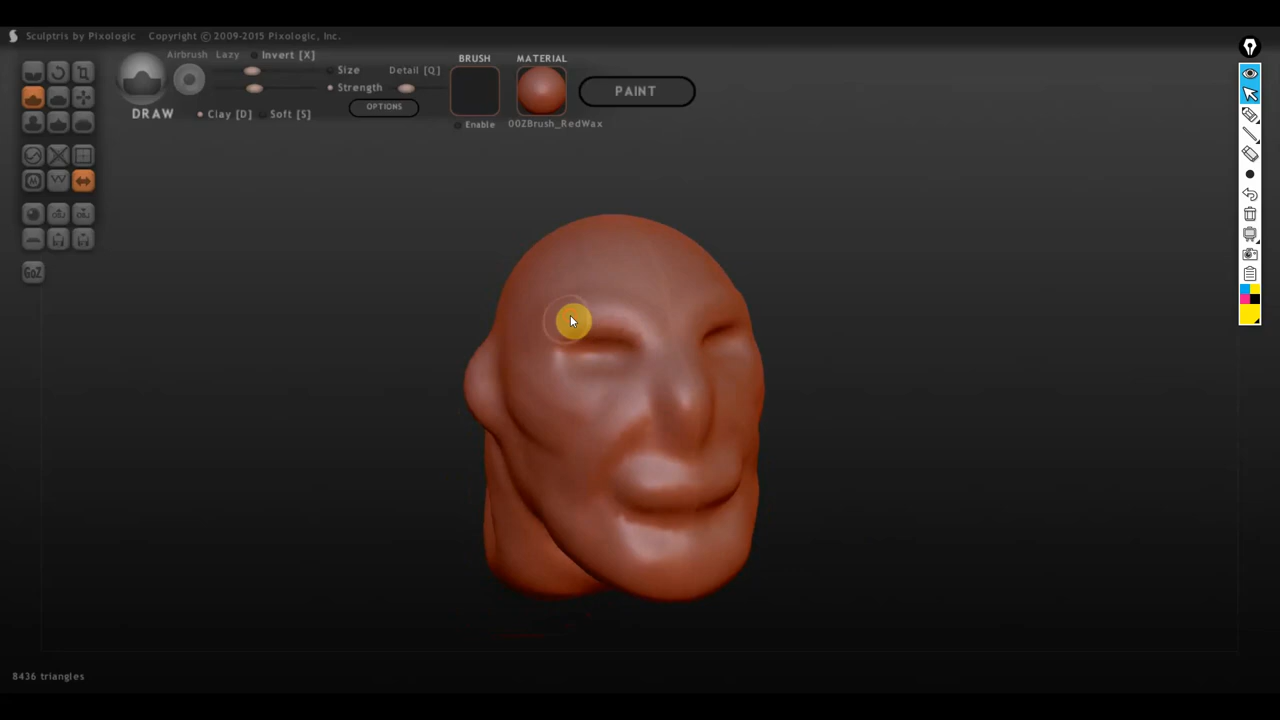 Sculptris by Pixologic Copyright © 2009-2015 Pixologic, Inc.
Airbrush Lazy Invert [X]
BRUSH MATERIAL
Size Detail [Q]
Strength
PAINT
OPTIONS
DRAW Clay [D] Soft [S]
Enable 00ZBrush_RedWax
GoZ
8436 triangles